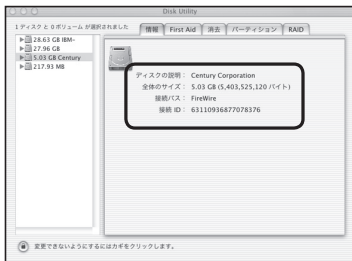 Disk Utility
1 ディスク と 0 ボリューム が選択されました
情報
First Aid
消去
パーティション
RAID
28.63 GB IBM-
27.96 GB
5.03 GB Century
217.93 MB
ディスクの説明： Century Corporation
全体のサイズ： 5.03 GB (5,403,525,120 バイト)
接続バス： FireWire
接続 ID： 63110936877078376
変更できないようにするにはカギをクリックします。